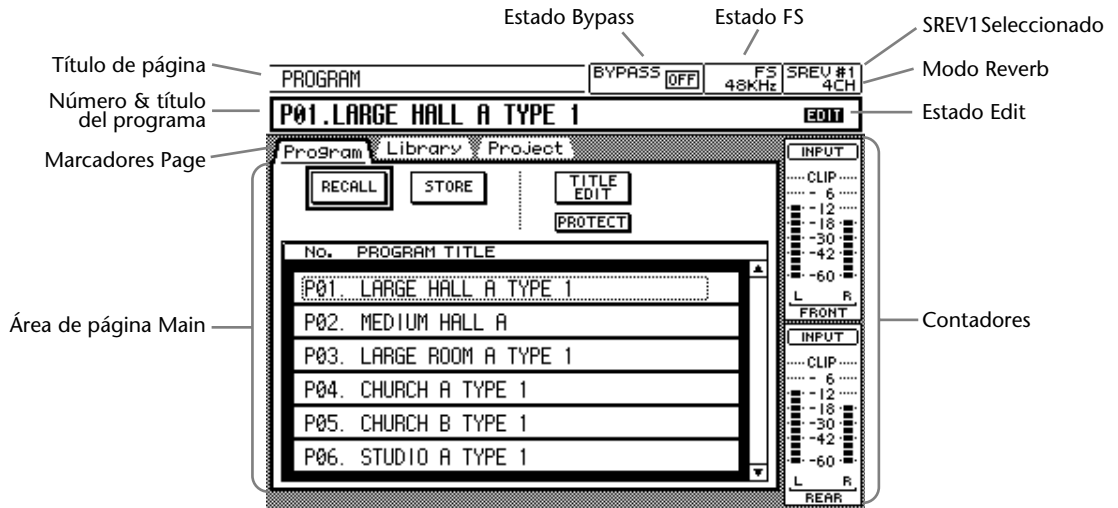 Estado Bypass
Estado FS
SREV1Seleccionado
Título de página
PROGRAM
BYPASS OFF
FS 48KHz
SREV #1 4CH
Modo Reverb
Número & título del programa
P01.LARGE HALL A TYPE 1
EDIT
Estado Edit
Marcadores Page
Program
Library
Project
RECALL
STORE
TITLE EDIT
PROTECT
No. PROGRAM TITLE
P01. LARGE HALL A TYPE 1
P02. MEDIUM HALL A
P03. LARGE ROOM A TYPE 1
P04. CHURCH A TYPE 1
P05. CHURCH B TYPE 1
P06. STUDIO A TYPE 1
Área de página Main
INPUT
CLIP
- 6
-12
-18
-30
-42
-60
L R
FRONT
INPUT
CLIP
- 6
-12
-18
-30
-42
-60
L R
REAR
Contadores